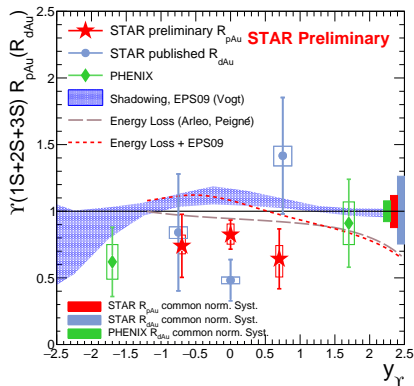 ϒ(1S+2S+3S) R_pAu(R_dAu)
STAR preliminary R_pAu STAR Preliminary
STAR published R_dAu
PHENIX
Shadowing, EPS09 (Vogt)
Energy Loss (Arleo, Peigné)
Energy Loss + EPS09
2.5
2
1.5
1
0.5
0
STAR R_pAu common norm. Syst.
STAR R_dAu common norm. Syst.
PHENIX R_dAu common norm. Syst.
−2.5 −2 −1.5 −1 −0.5 0 0.5 1 1.5 2 2.5
y_ϒ